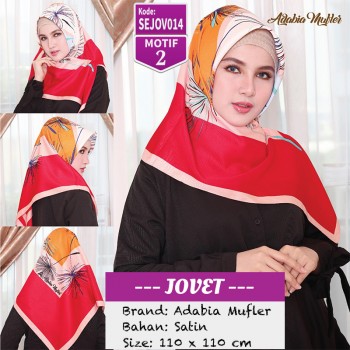 Kode:
SEJOV014
MOTIF
2
Adabia Mufler
--- JOVET ---
Brand: Adabia Mufler
Bahan: Satin
Size: 110 x 110 cm